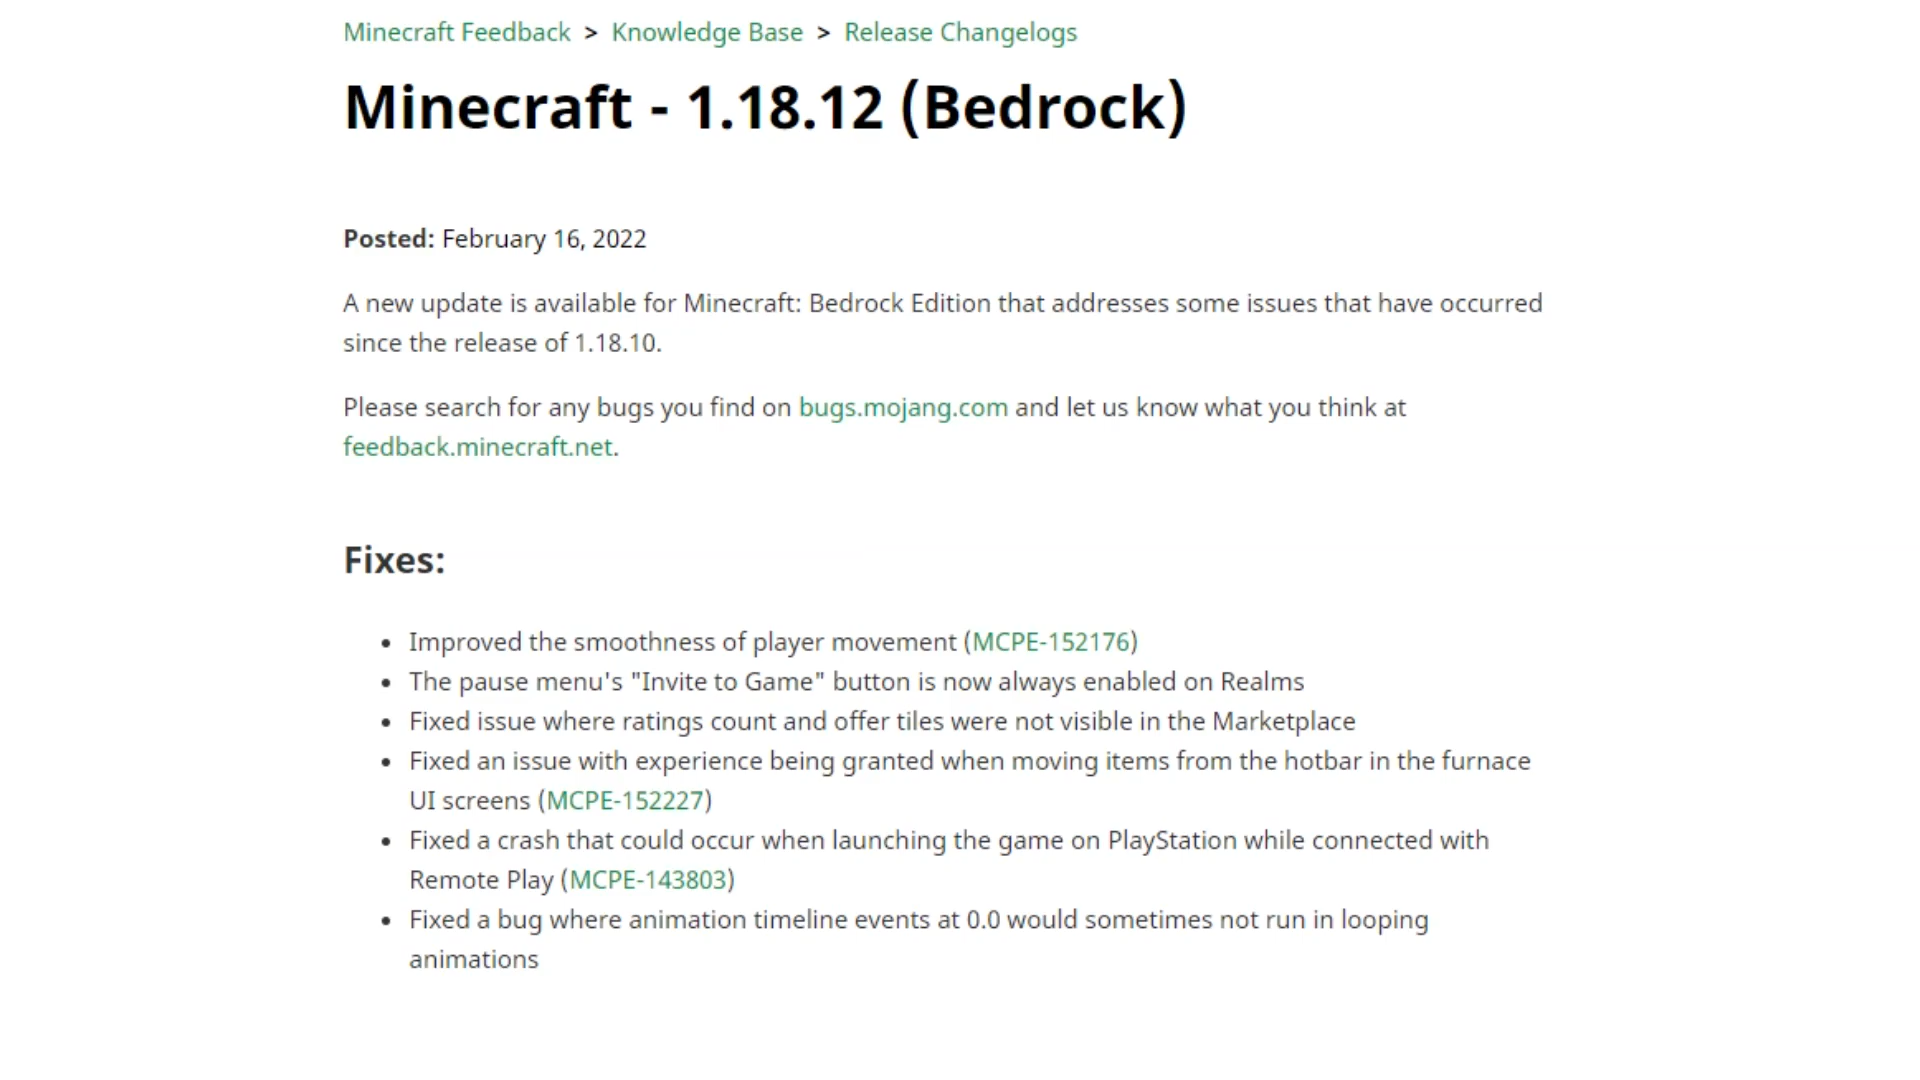 Minecraft Feedback > Knowledge Base > Release Changelogs
Minecraft - 1.18.12 (Bedrock)
Posted: February 16, 2022
A new update is available for Minecraft: Bedrock Edition that addresses some issues that have occurred
since the release of 1.18.10.
Please search for any bugs you find on bugs.mojang.com and let us know what you think at
feedback.minecraft.net.
Fixes:
• Improved the smoothness of player movement (MCPE-152176)
• The pause menu's "Invite to Game" button is now always enabled on Realms
• Fixed issue where ratings count and offer tiles were not visible in the Marketplace
• Fixed an issue with experience being granted when moving items from the hotbar in the furnace
UI screens (MCPE-152227)
• Fixed a crash that could occur when launching the game on PlayStation while connected with
Remote Play (MCPE-143803)
• Fixed a bug where animation timeline events at 0.0 would sometimes not run in looping
animations